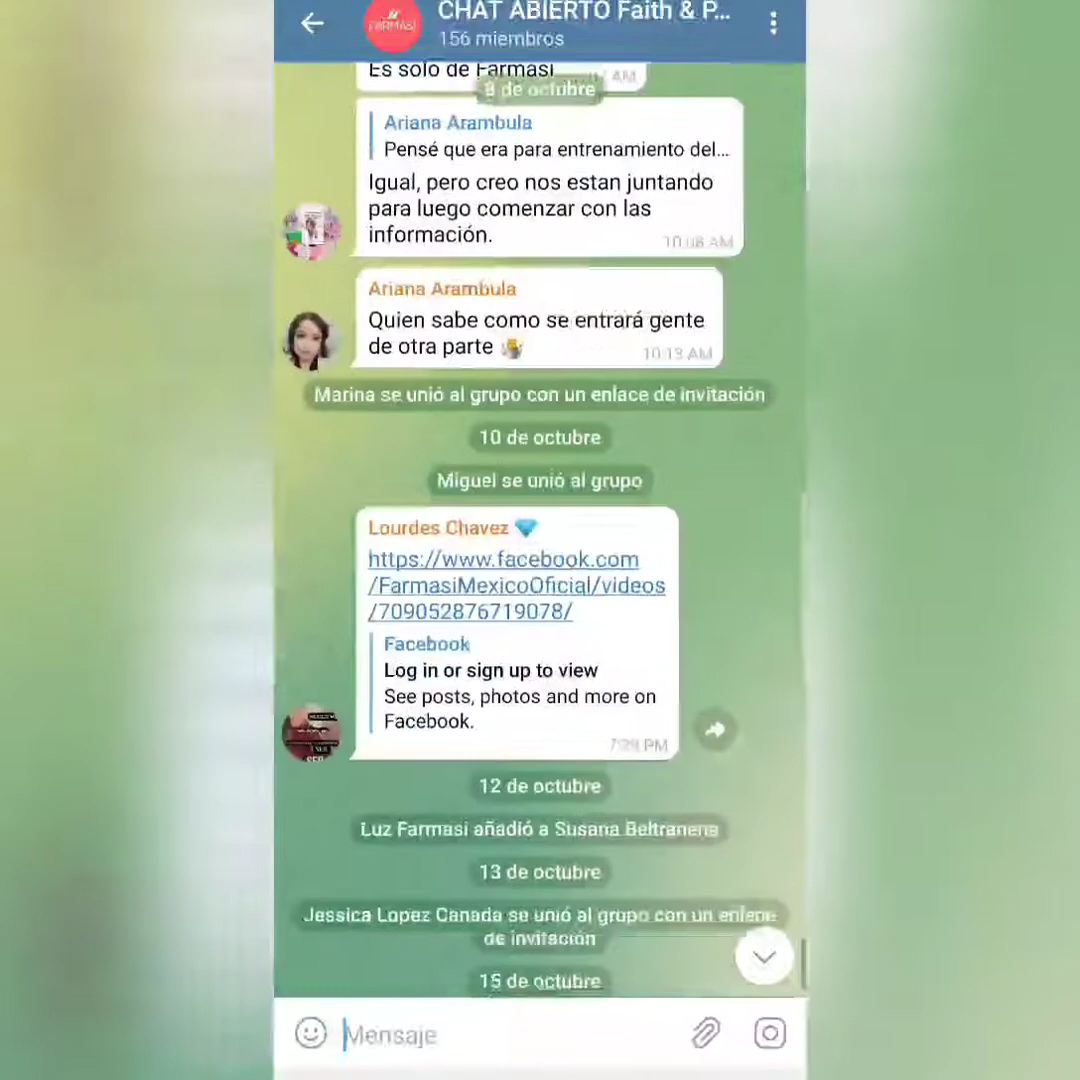 CHAT ABIERTO Faith & P...
FARMASI
156 miembros
Es solo de Farmasi
AM
8 de octubre
Ariana Arambula
Pensé que era para entrenamiento del...
Igual, pero creo nos estan juntando
para luego comenzar con las
información.
10:08 AM
Ariana Arambula
Quien sabe como se entrará gente
de otra parte
10:13 AM
Marina se unió al grupo con un enlace de invitación
10 de octubre
Miguel se unió al grupo
Lourdes Chavez
https://www.facebook.com
/FarmasiMexicoOficial/videos
/709052876719078/
Facebook
Log in or sign up to view
See posts, photos and more on
Facebook.
PM
12 de octubre
Luz Farmasi añadió a Susana Beltranena
13 de octubre
Jessica Lopez Canada se unió al grupo con un enlace
de invitación
15 de octubre
Mensaje